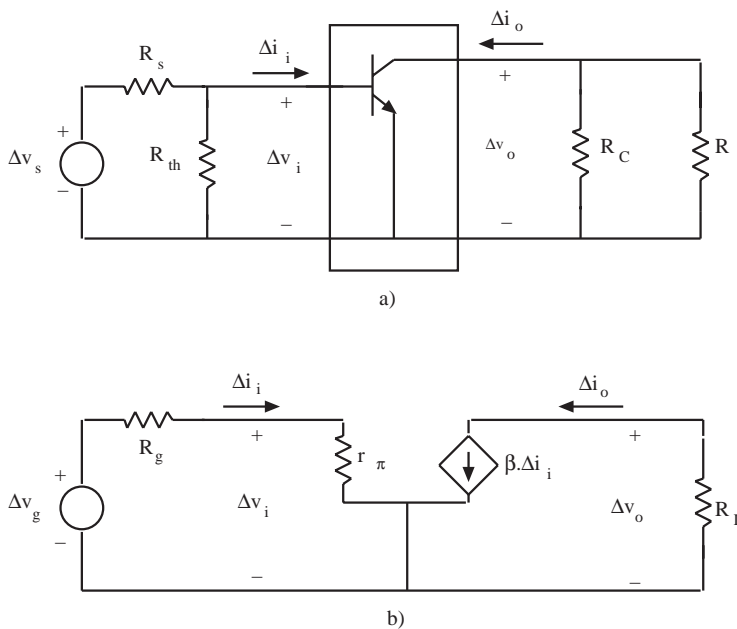 Δi o
Δi i
R s
+
+
+
R th
Δv s
Δv i
Δv o
R C
R
−
−
−
a)
Δi i
Δi o
R g
+
+
+
r π
β.Δi i
Δv g
Δv i
Δv o
−
−
−
b)